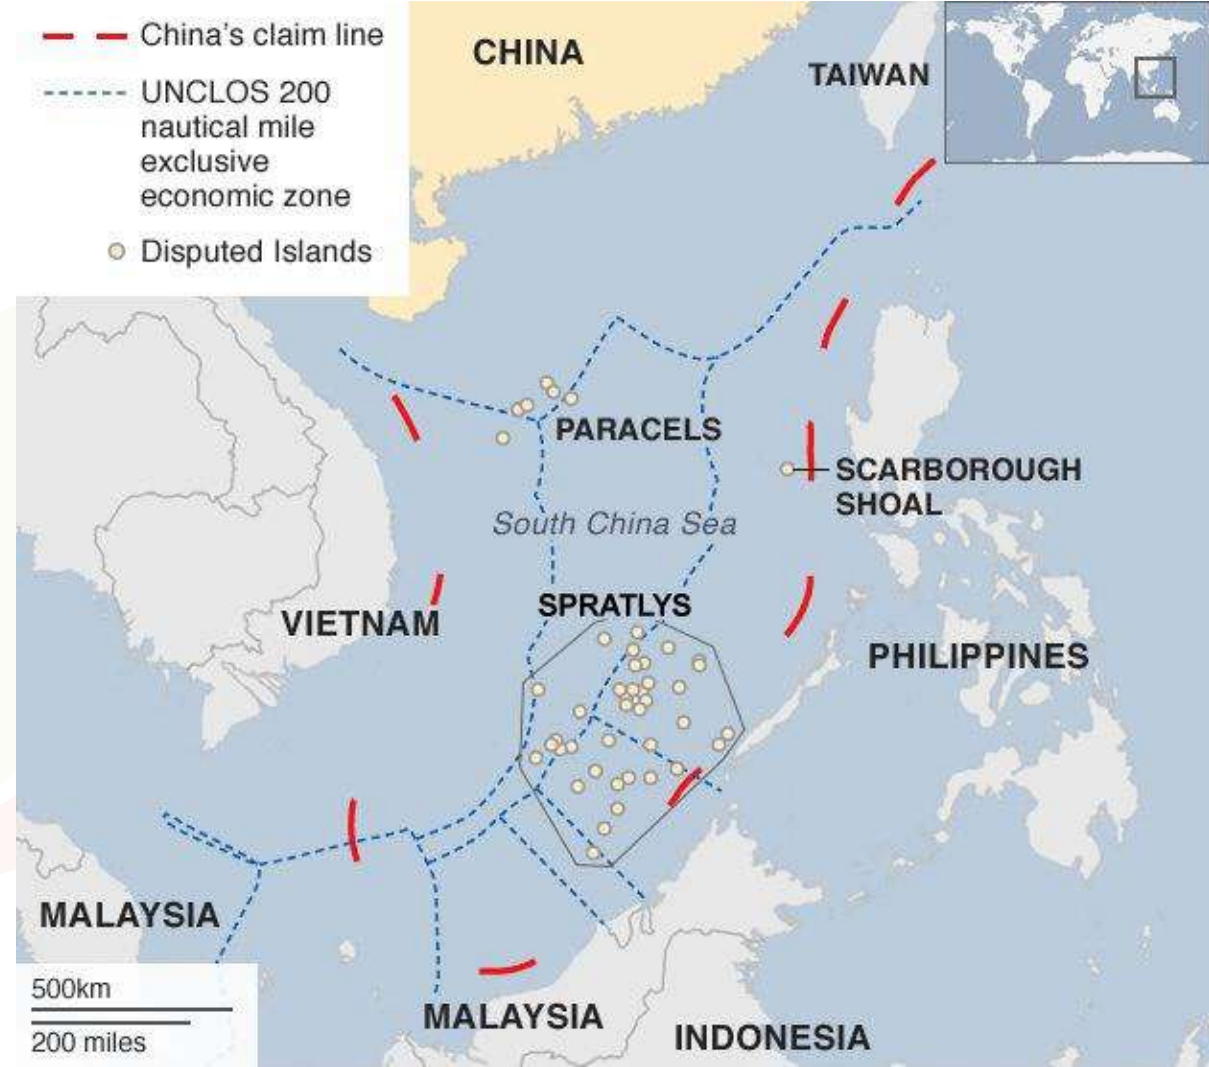 China's claim line
UNCLOS 200
nautical mile
exclusive
economic zone
Disputed Islands
CHINA
TAIWAN
PARACELS
SCARBOROUGH
SHOAL
South China Sea
SPRATLYS
VIETNAM
PHILIPPINES
MALAYSIA
500km
200 miles
MALAYSIA
INDONESIA